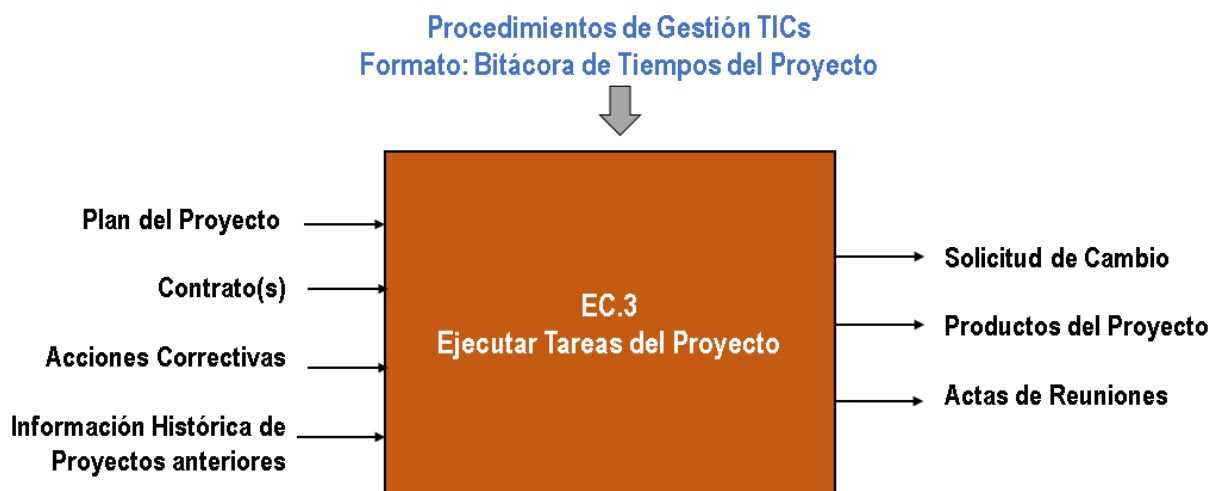 Procedimientos de Gestión TICs
Formato: Bitácora de Tiempos del Proyecto
Plan del Proyecto
Contrato(s)
Acciones Correctivas
Información Histórica de
Proyectos anteriores
EC.3
Ejecutar Tareas del Proyecto
Solicitud de Cambio
Productos del Proyecto
Actas de Reuniones